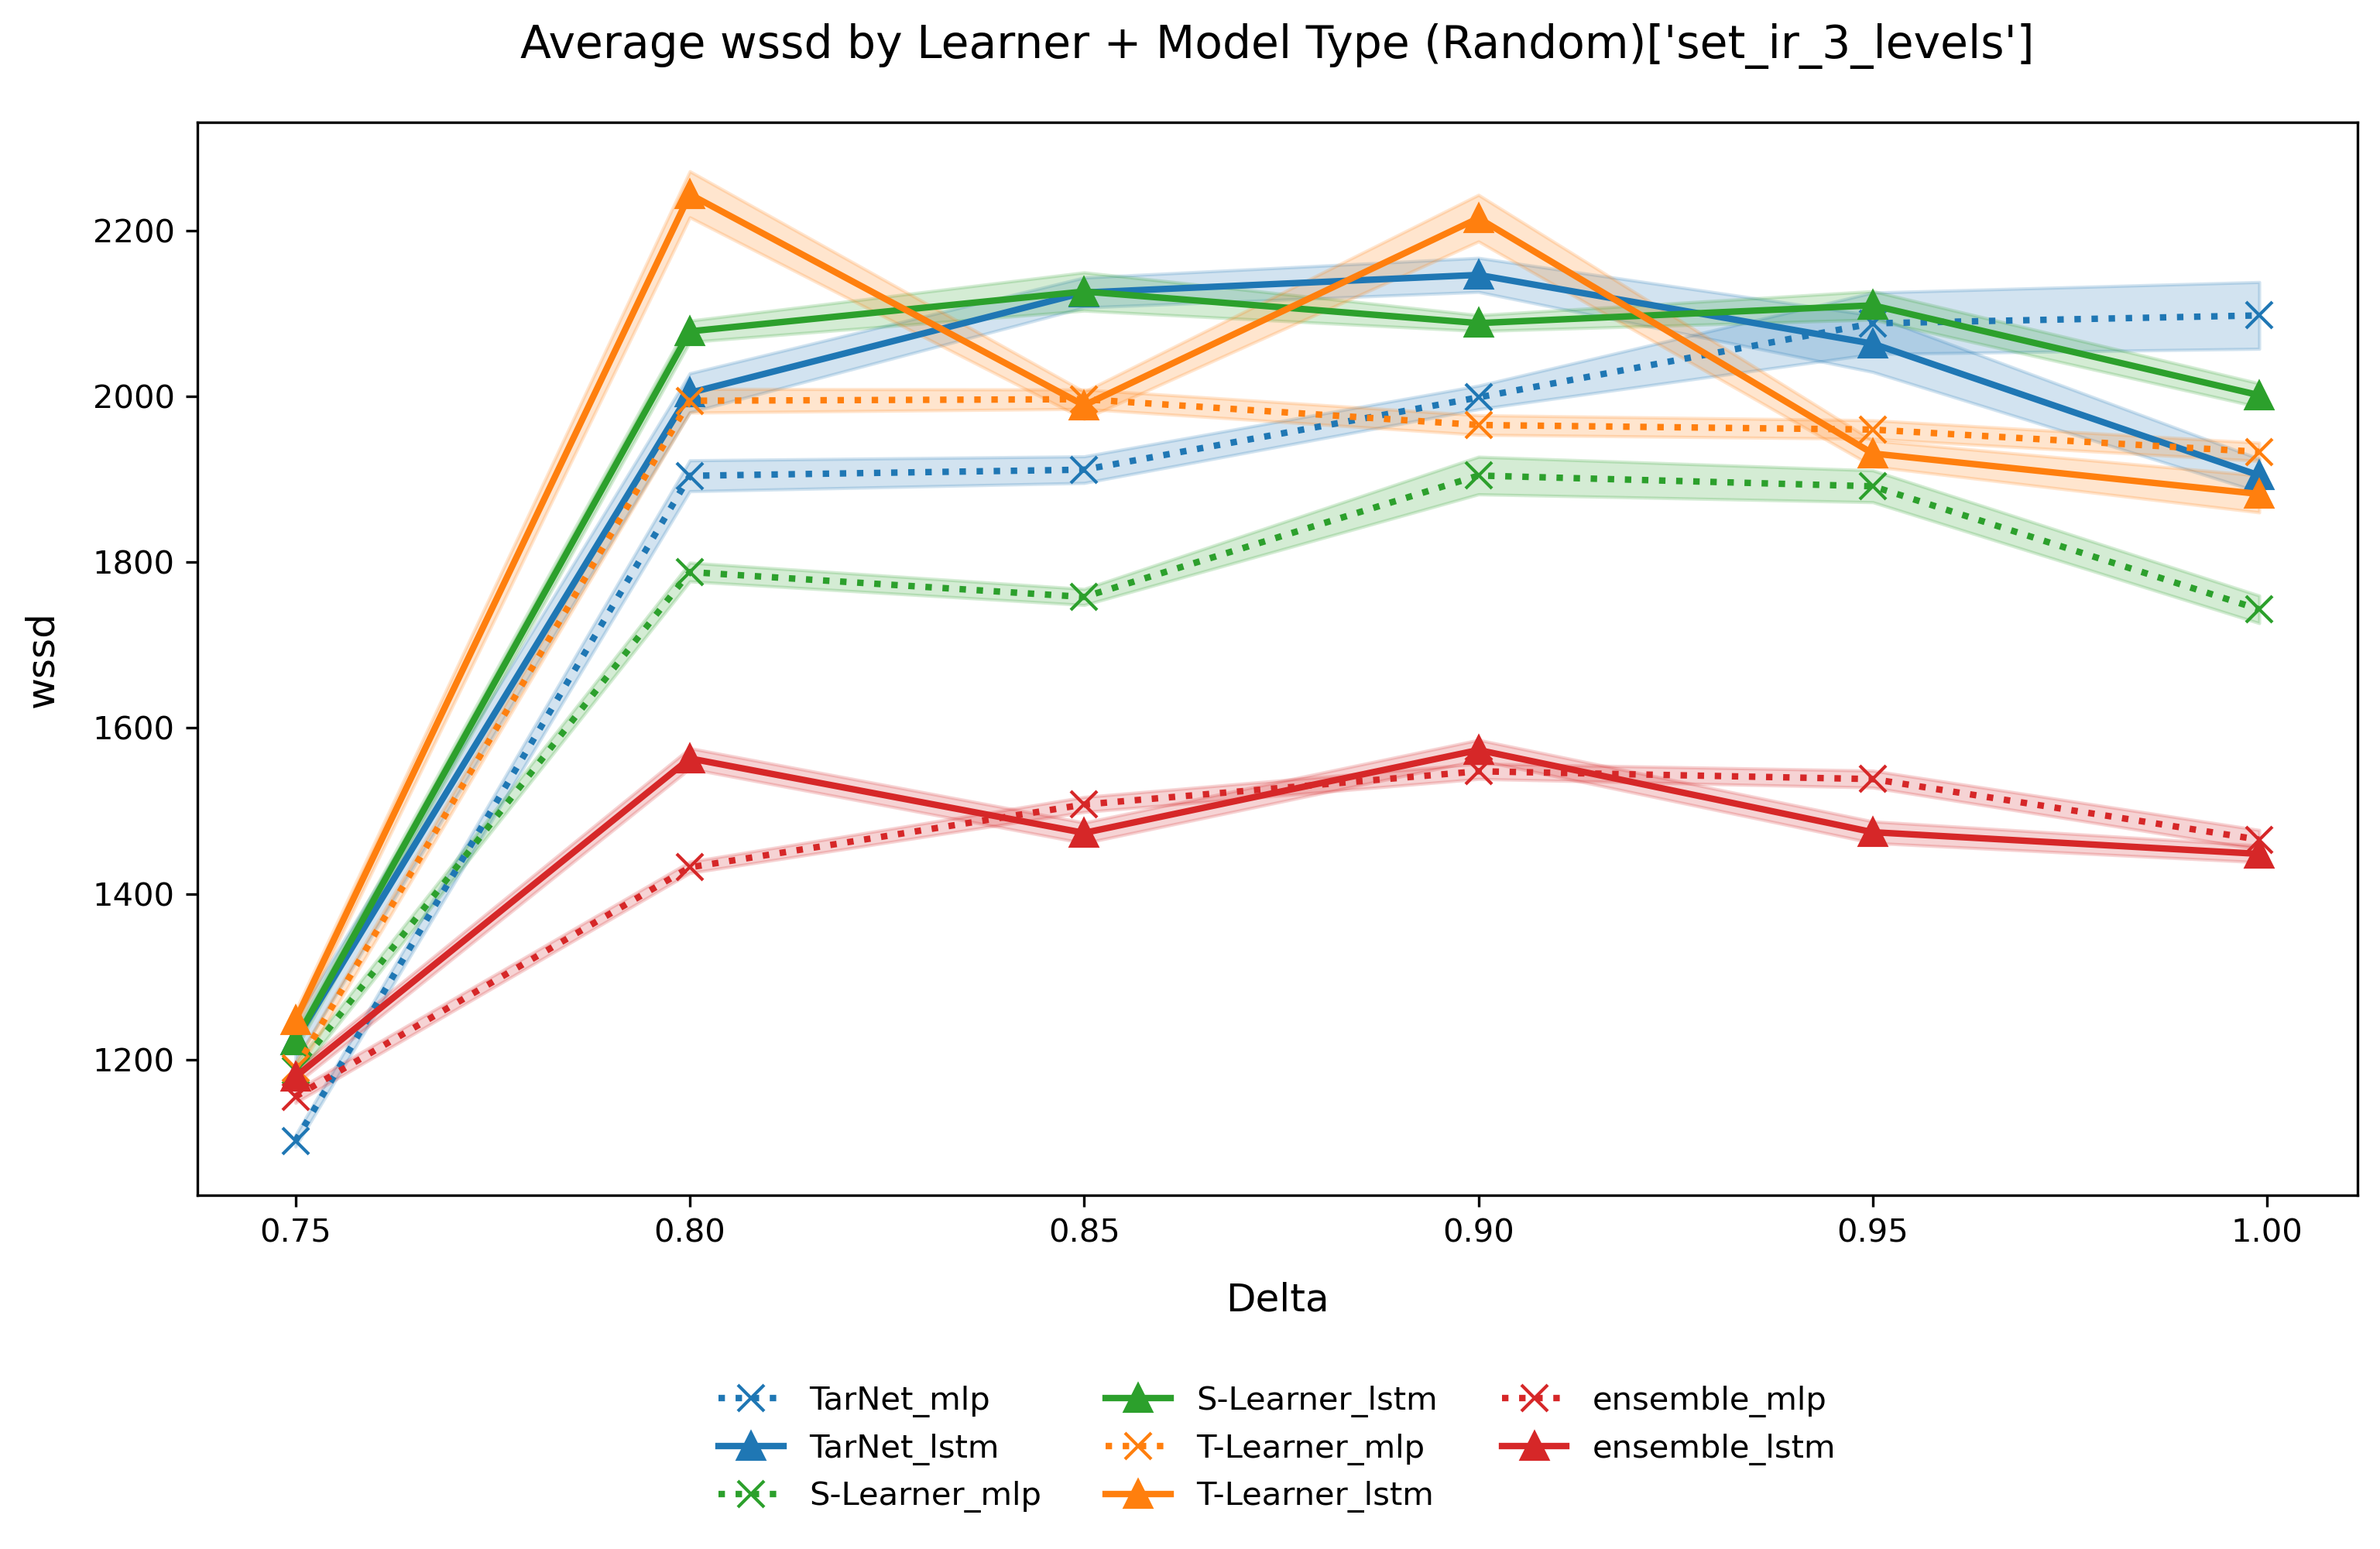 Average wssd by Learner + Model Type (Random)['set_ir_3_levels']
wssd
2200
2000
1800
1600
1400
1200
0.75 0.80 0.85 0.90 0.95 1.00
Delta
TarNet_mlp S-Learner_lstm ensemble_mlp
TarNet_lstm T-Learner_mlp ensemble_lstm
S-Learner_mlp T-Learner_lstm